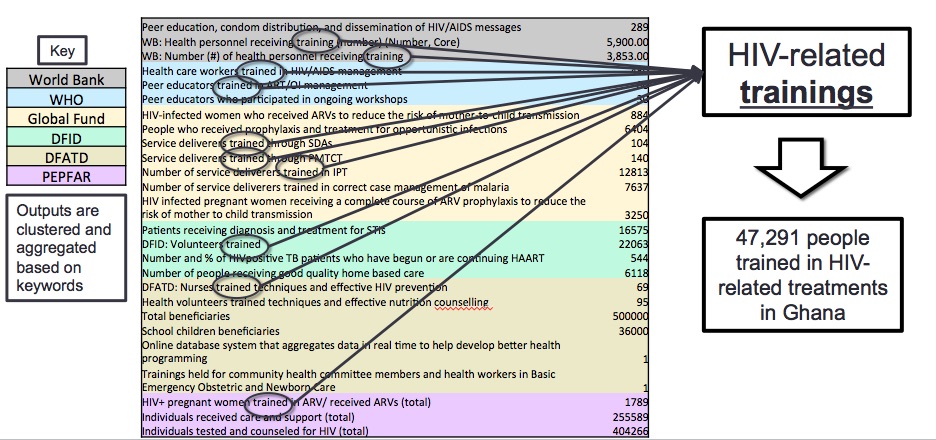 Key
World Bank
WHO
Global Fund
DFID
DFATD
PEPFAR
Outputs are
clustered and
aggregated
based on
keywords
Peer education, condom distribution, and dissemination of HIV/AIDS messages 289
WB: Health personnel receiving training (number) (Number, Core) 5,900.00
WB: Number (#) of health personnel receiving training 3,853.00
Health care workers trained in HIV/AIDS management
Peer educators trained in ART/OI management
Peer educators who participated in ongoing workshops 30
HIV-infected women who received ARVs to reduce the risk of mother-to-child transmission 884
People who received prophylaxis and treatment for opportunistic infections 6404
Service deliverers trained through SDAs 104
Service deliverers trained through PMTCT 140
Number of service deliverers trained in IPT 12813
Number of service deliverers trained in correct case management of malaria 7637
HIV infected pregnant women receiving a complete course of ARV prophylaxis to reduce the
risk of mother to child transmission 3250
Patients receiving diagnosis and treatment for STIs 16575
DFID: Volunteers trained 22063
Number and % of HIVpositive TB patients who have begun or are continuing HAART 544
Number of people receiving good quality home based care 6118
DFATD: Nurses trained techniques and effective HIV prevention 69
Health volunteers trained techniques and effective nutrition counselling 95
Total beneficiaries 500000
School children beneficiaries 36000
Online database system that aggregates data in real time to help develop better health
programming 1
Trainings held for community health committee members and health workers in Basic
Emergency Obstetric and Newborn Care 1
HIV+ pregnant women trained in ARV/ received ARVs (total) 1789
Individuals received care and support (total) 255589
Individuals tested and counseled for HIV (total) 404266
HIV-related
trainings
47,291 people
trained in HIV-
related treatments
in Ghana